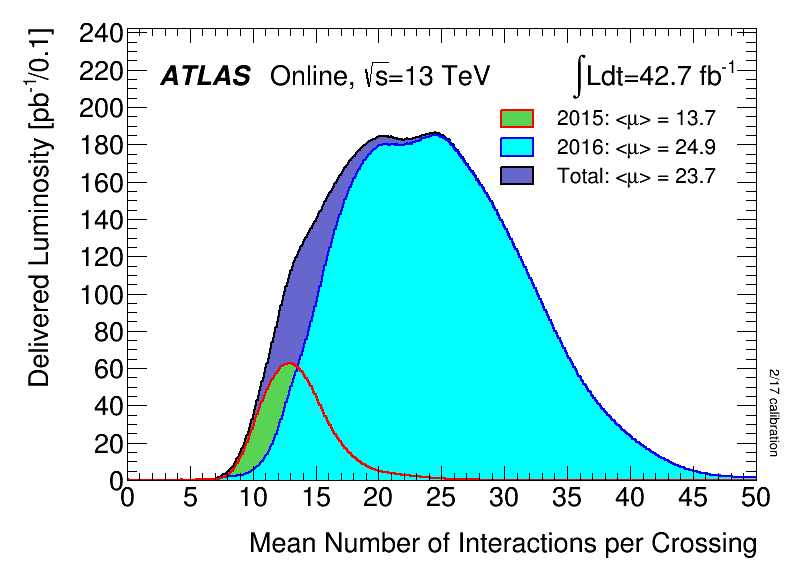 Delivered Luminosity [pb⁻¹/0.1]
240
220
200
180
160
140
120
100
80
60
40
20
0
ATLAS Online, √s=13 TeV
∫Ldt=42.7 fb⁻¹
2015: <μ> = 13.7
2016: <μ> = 24.9
Total: <μ> = 23.7
2/17 calibration
0 5 10 15 20 25 30 35 40 45 50
Mean Number of Interactions per Crossing